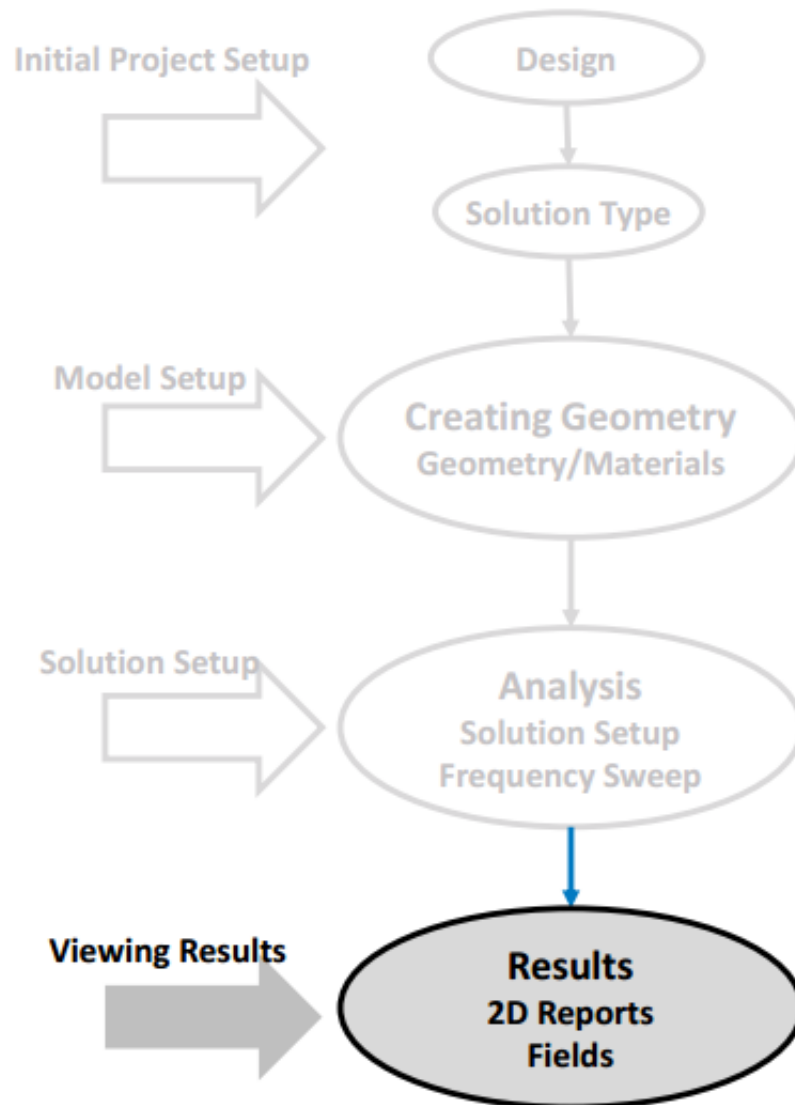 Initial Project Setup
Design
Solution Type
Model Setup
Creating Geometry
Geometry/Materials
Solution Setup
Analysis
Solution Setup
Frequency Sweep
Viewing Results
Results
2D Reports
Fields